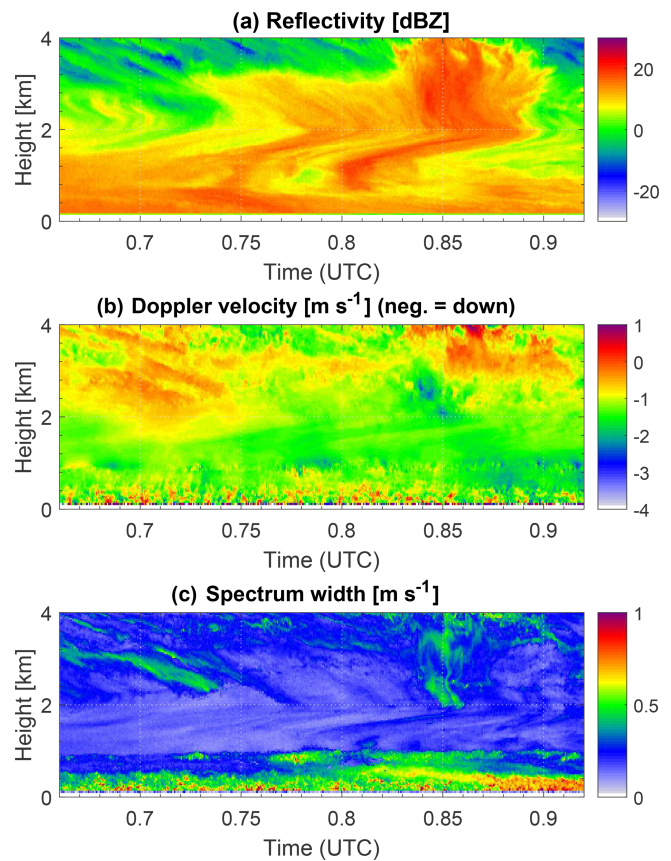 (a) Reflectivity [dBZ]
4
2
0
Height [km]
20
0
-20
0.7 0.75 0.8 0.85 0.9
Time (UTC)
(b) Doppler velocity [m s-1] (neg. = down)
4
2
0
Height [km]
1
0
-1
-2
-3
-4
0.7 0.75 0.8 0.85 0.9
Time (UTC)
(c) Spectrum width [m s-1]
4
2
0
Height [km]
1
0.5
0
0.7 0.75 0.8 0.85 0.9
Time (UTC)